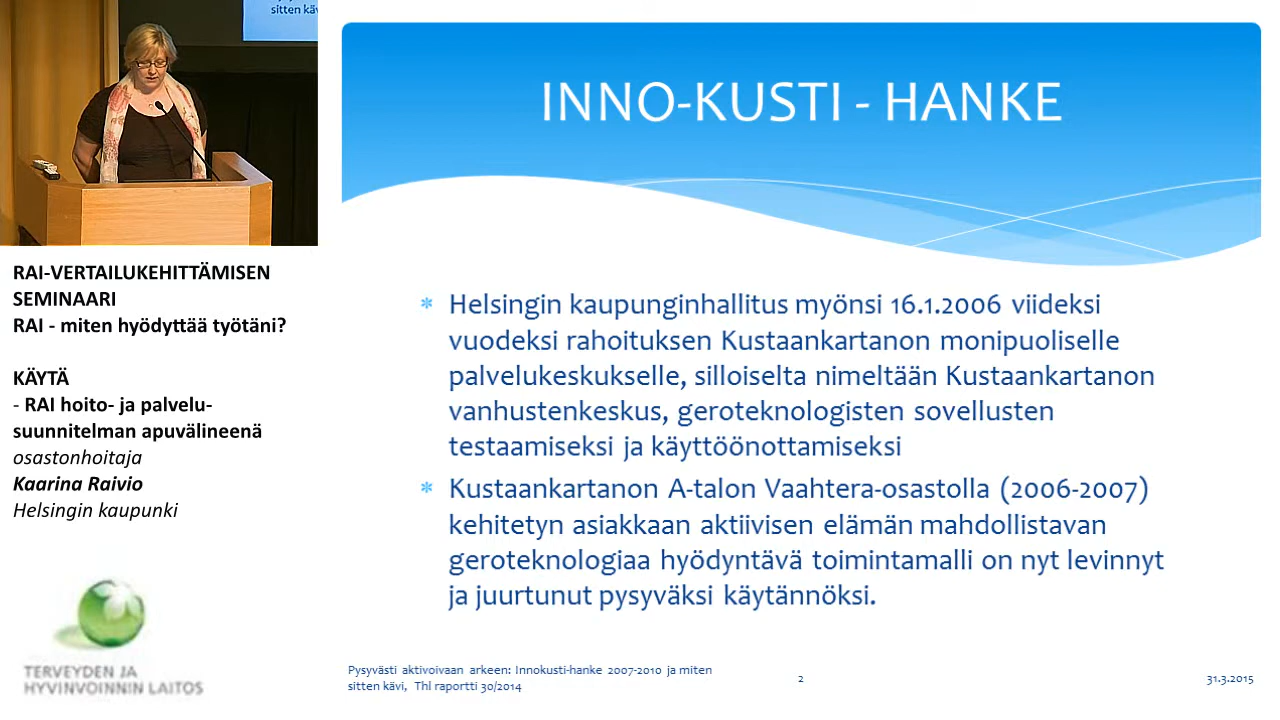 sitten käv
RAI-VERTAILUKEHITTÄMISEN
SEMINAARI
RAI - miten hyödyttää työtäni?
KÄYTÄ
- RAI hoito- ja palvelu-
suunnitelman apuvälineenä
osastonhoitaja
Kaarina Raivio
Helsingin kaupunki
TERVEYDEN JA
HYVINVOINNIN LAITOS
INNO-KUSTI - HANKE
* Helsingin kaupunginhallitus myönsi 16.1.2006 viideksi
vuodeksi rahoituksen Kustaankartanon monipuoliselle
palvelukeskukselle, silloiselta nimeltään Kustaankartanon
vanhustenkeskus, geroteknologisten sovellusten
testaamiseksi ja käyttöönottamiseksi
* Kustaankartanon A-talon Vaahtera-osastolla (2006-2007)
kehitetyn asiakkaan aktiivisen elämän mahdollistavan
geroteknologiaa hyödyntävä toimintamalli on nyt levinnyt
ja juurtunut pysyväksi käytännöksi.
Pysyvästi aktivoivaan arkeen: Innokusti-hanke 2007-2010 ja miten
sitten kävi, Thl raportti 30/2014
2
31.3.2015